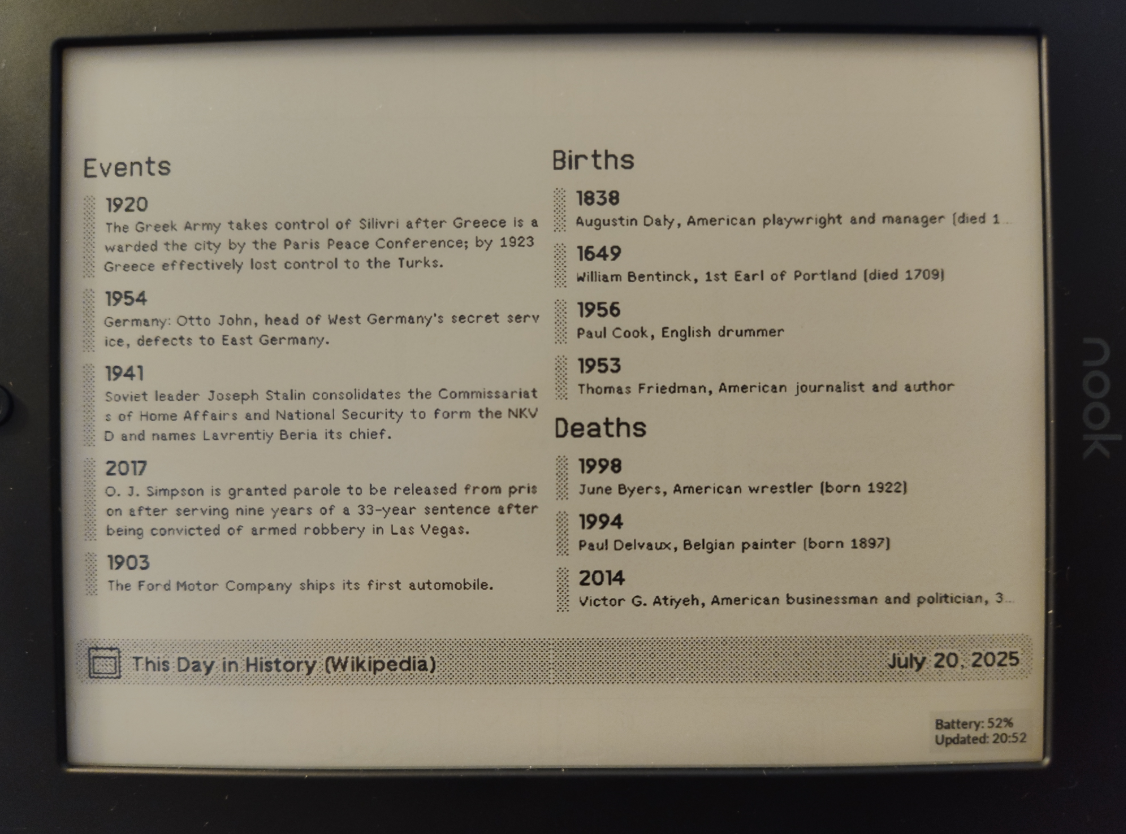 Events
1920
The Greek Army takes control of Silivri after Greece is a
warded the city by the Paris Peace Conference; by 1923
Greece effectively lost control to the Turks.
1954
Germany: Otto John, head of West Germany's secret serv
ice, defects to East Germany.
1941
Soviet leader Joseph Stalin consolidates the Commissariat
s of Home Affairs and National Security to form the NKV
D and names Lavrentiy Beria its chief.
2017
O. J. Simpson is granted parole to be released from pris
on after serving nine years of a 33-year sentence after
being convicted of armed robbery in Las Vegas.
1903
The Ford Motor Company ships its first automobile.
Births
1838
Augustin Daly, American playwright and manager (died 1...
1649
William Bentinck, 1st Earl of Portland (died 1709)
1956
Paul Cook, English drummer
1953
Thomas Friedman, American journalist and author
Deaths
1998
June Byers, American wrestler (born 1922)
1994
Paul Delvaux, Belgian painter (born 1897)
2014
Victor G. Atiyeh, American businessman and politician, 3...
This Day in History (Wikipedia)
July 20, 2025
Battery: 52%
Updated: 20:52
nook